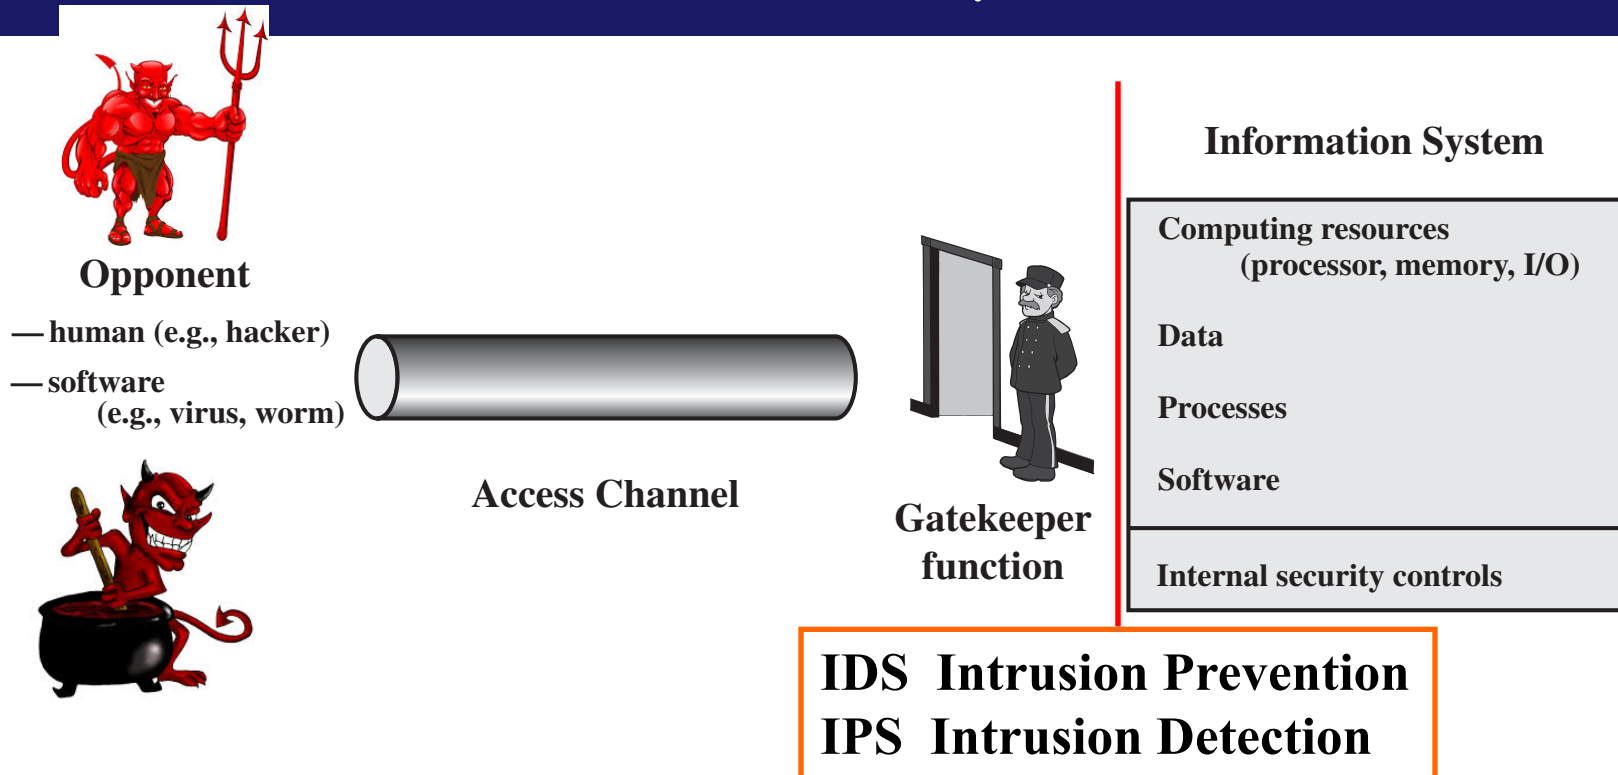 Opponent
— human (e.g., hacker)
— software
(e.g., virus, worm)
Access Channel
Gatekeeper
function
Information System
Computing resources
(processor, memory, I/O)
Data
Processes
Software
Internal security controls
IDS Intrusion Prevention
IPS Intrusion Detection